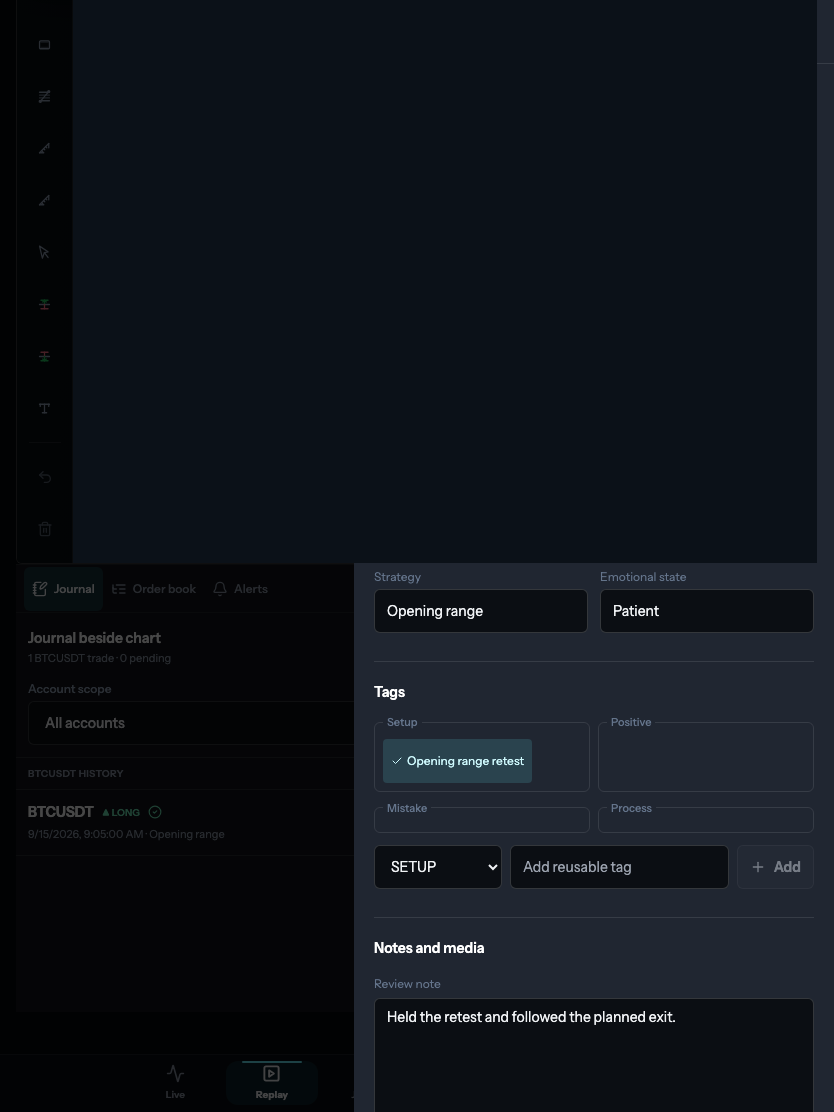 Journal
Order book
Alerts
Journal beside chart
1 BTCUSDT trade · 0 pending
Account scope
All accounts
BTCUSDT HISTORY
BTCUSDT LONG
9/15/2026, 9:05:00 AM · Opening range
Live
Replay
Strategy
Emotional state
Opening range
Patient
Tags
Setup
Positive
Opening range retest
Mistake
Process
SETUP
Add reusable tag
Add
Notes and media
Review note
Held the retest and followed the planned exit.